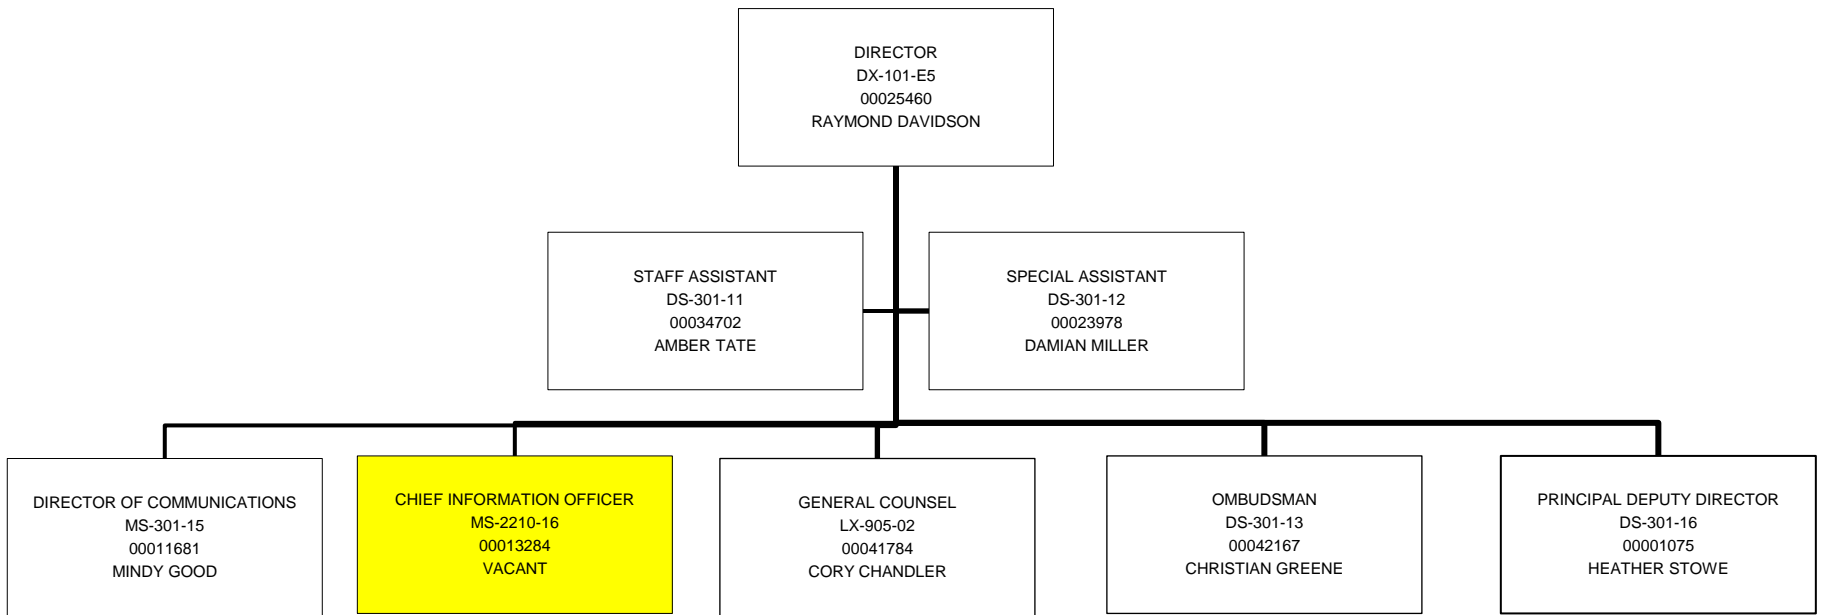 DIRECTOR
DX-101-E5
00025460
RAYMOND DAVIDSON
STAFF ASSISTANT
DS-301-11
00034702
AMBER TATE
SPECIAL ASSISTANT
DS-301-12
00023978
DAMIAN MILLER
DIRECTOR OF COMMUNICATIONS
MS-301-15
00011681
MINDY GOOD
CHIEF INFORMATION OFFICER
MS-2210-16
00013284
VACANT
GENERAL COUNSEL
LX-905-02
00041784
CORY CHANDLER
OMBUDSMAN
DS-301-13
00042167
CHRISTIAN GREENE
PRINCIPAL DEPUTY DIRECTOR
DS-301-16
00001075
HEATHER STOWE